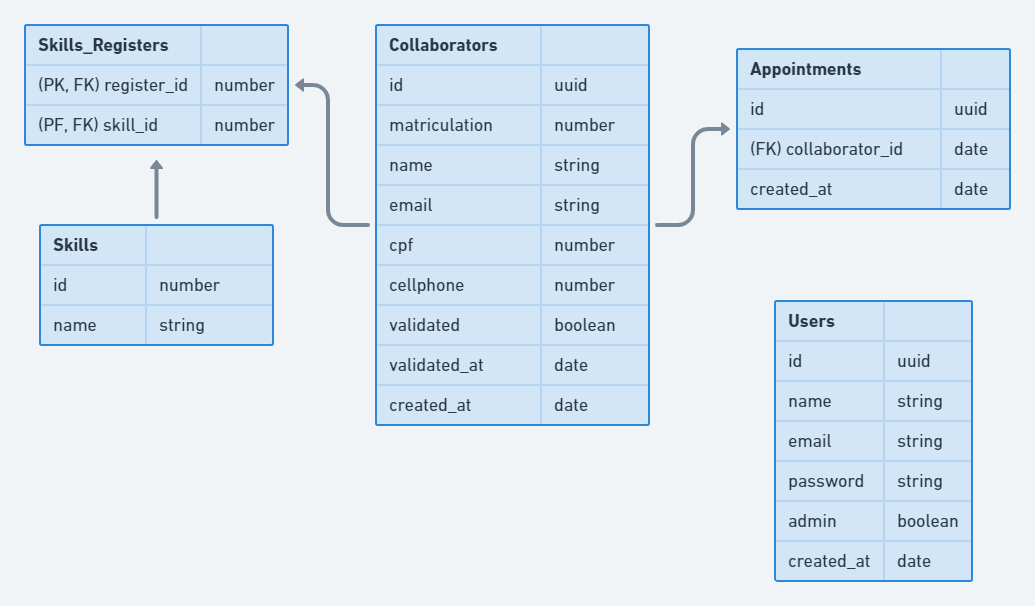 Skills_Registers
(PK, FK) register_id number
(PF, FK) skill_id number
Skills
id number
name string
Collaborators
id uuid
matriculation number
name string
email string
cpf number
cellphone number
validated boolean
validated_at date
created_at date
Appointments
id uuid
(FK) collaborator_id date
created_at date
Users
id uuid
name string
email string
password string
admin boolean
created_at date